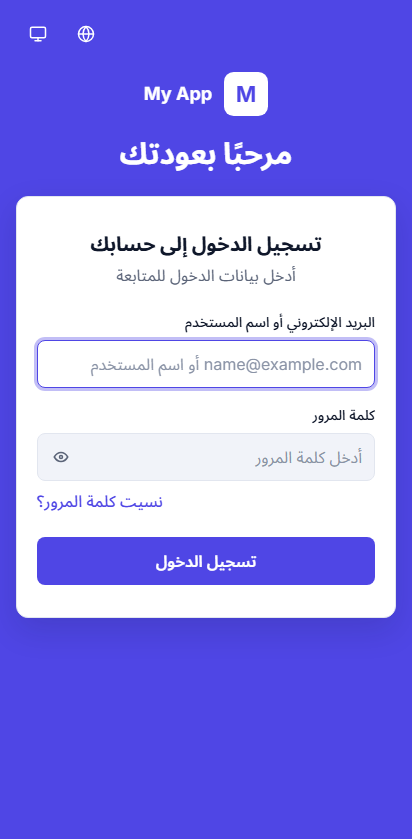 M My App
مرحبًا بعودتك
تسجيل الدخول إلى حسابك
أدخل بيانات الدخول للمتابعة
البريد الإلكتروني أو اسم المستخدم
name@example.com أو اسم المستخدم
كلمة المرور
أدخل كلمة المرور
نسيت كلمة المرور؟
تسجيل الدخول